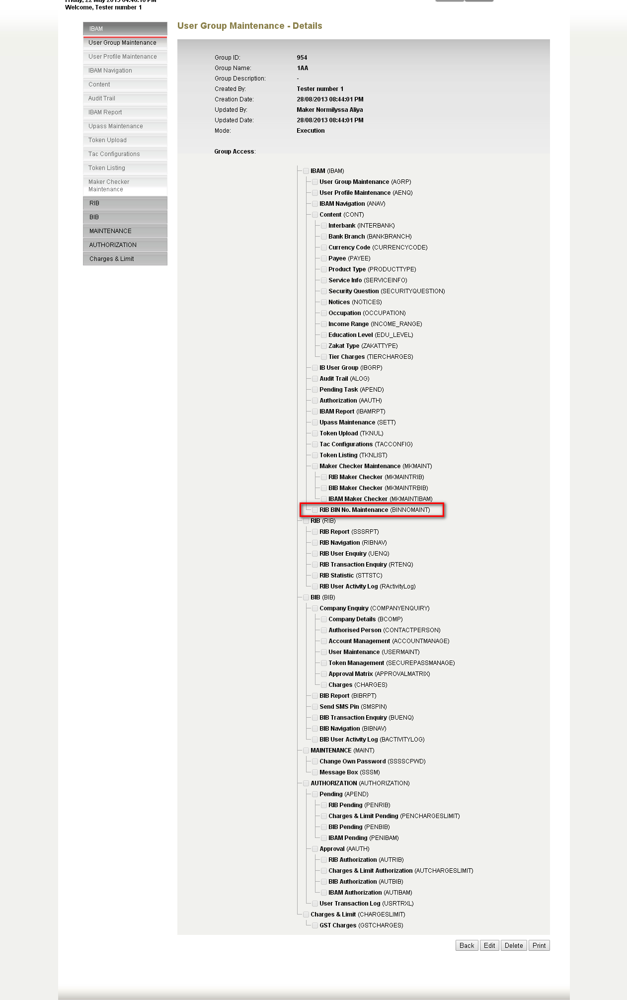 Friday, 22 May 2015 04:40:10 PM
Welcome, Tester number 1
IBAM
User Group Maintenance
User Profile Maintenance
IBAM Navigation
Content
Audit Trail
IBAM Report
Upass Maintenance
Token Upload
Tac Configurations
Token Listing
Maker Checker
Maintenance
RIB
BIB
MAINTENANCE
AUTHORIZATION
Charges & Limit
User Group Maintenance - Details
Group ID: 954
Group Name: 1AA
Group Description: -
Created By: Tester number 1
Creation Date: 28/08/2013 08:44:01 PM
Updated By: Maker Normilyssa Aliya
Updated Date: 28/08/2013 08:44:01 PM
Mode: Execution
Group Access:
IBAM (IBAM)
User Group Maintenance (AGRP)
User Profile Maintenance (AENQ)
IBAM Navigation (ANAV)
Content (CONT)
Interbank (INTERBANK)
Bank Branch (BANKBRANCH)
Currency Code (CURRENCYCODE)
Payee (PAYEE)
Product Type (PRODUCTTYPE)
Service Info (SERVICEINFO)
Security Question (SECURITYQUESTION)
Notices (NOTICES)
Occupation (OCCUPATION)
Income Range (INCOME_RANGE)
Education Level (EDU_LEVEL)
Zakat Type (ZAKATTYPE)
Tier Charges (TIERCHARGES)
IB User Group (IBGRP)
Audit Trail (ALOG)
Pending Task (APEND)
Authorization (AAUTH)
IBAM Report (IBAMRPT)
Upass Maintenance (SETT)
Token Upload (TKNUL)
Tac Configurations (TACCONFIG)
Token Listing (TKNLIST)
Maker Checker Maintenance (MKMAINT)
RIB Maker Checker (MKMAINTRIB)
BIB Maker Checker (MKMAINTRBIB)
IBAM Maker Checker (MKMAINTIBAM)
RIB BIN No. Maintenance (BINNOMAINT)
RIB (RIB)
RIB Report (SSSRPT)
RIB Navigation (RIBNAV)
RIB User Enquiry (UENQ)
RIB Transaction Enquiry (RTENQ)
RIB Statistic (STTSTC)
RIB User Activity Log (RActivityLog)
BIB (BIB)
Company Enquiry (COMPANYENQUIRY)
Company Details (BCOMP)
Authorised Person (CONTACTPERSON)
Account Management (ACCOUNTMANAGE)
User Maintenance (USERMAINT)
Token Management (SECUREPASSMANAGE)
Approval Matrix (APPROVALMATRIX)
Charges (CHARGES)
BIB Report (BIBRPT)
Send SMS Pin (SMSPIN)
BIB Transaction Enquiry (BUENQ)
BIB Navigation (BIBNAV)
BIB User Activity Log (BACTIVITYLOG)
MAINTENANCE (MAINT)
Change Own Password (SSSSCPWD)
Message Box (SSSM)
AUTHORIZATION (AUTHORIZATION)
Pending (APEND)
RIB Pending (PENRIB)
Charges & Limit Pending (PENCHARGESLIMIT)
BIB Pending (PENBIB)
IBAM Pending (PENIBAM)
Approval (AAUTH)
RIB Authorization (AUTRIB)
Charges & Limit Authorization (AUTCHARGESLIMIT)
BIB Authorization (AUTBIB)
IBAM Authorization (AUTIBAM)
User Transaction Log (USRTRXL)
Charges & Limit (CHARGESLIMIT)
GST Charges (GSTCHARGES)
Back Edit Delete Print